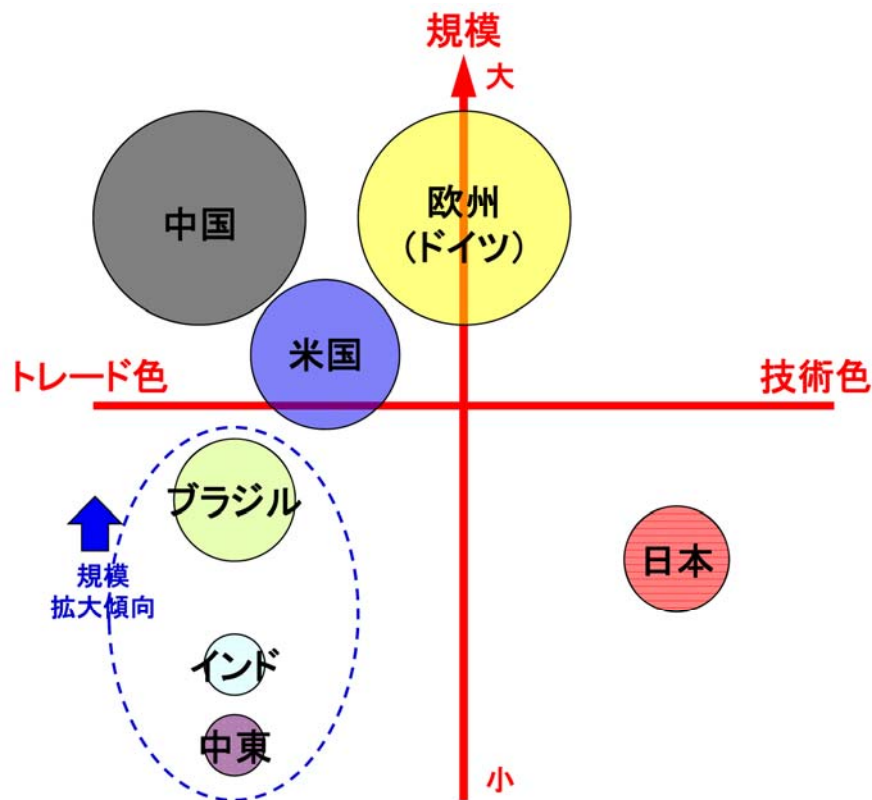 規模
大
中国
欧州
(ドイツ)
米国
トレード色
技術色
ブラジル
規模
拡大傾向
日本
インド
中東
小